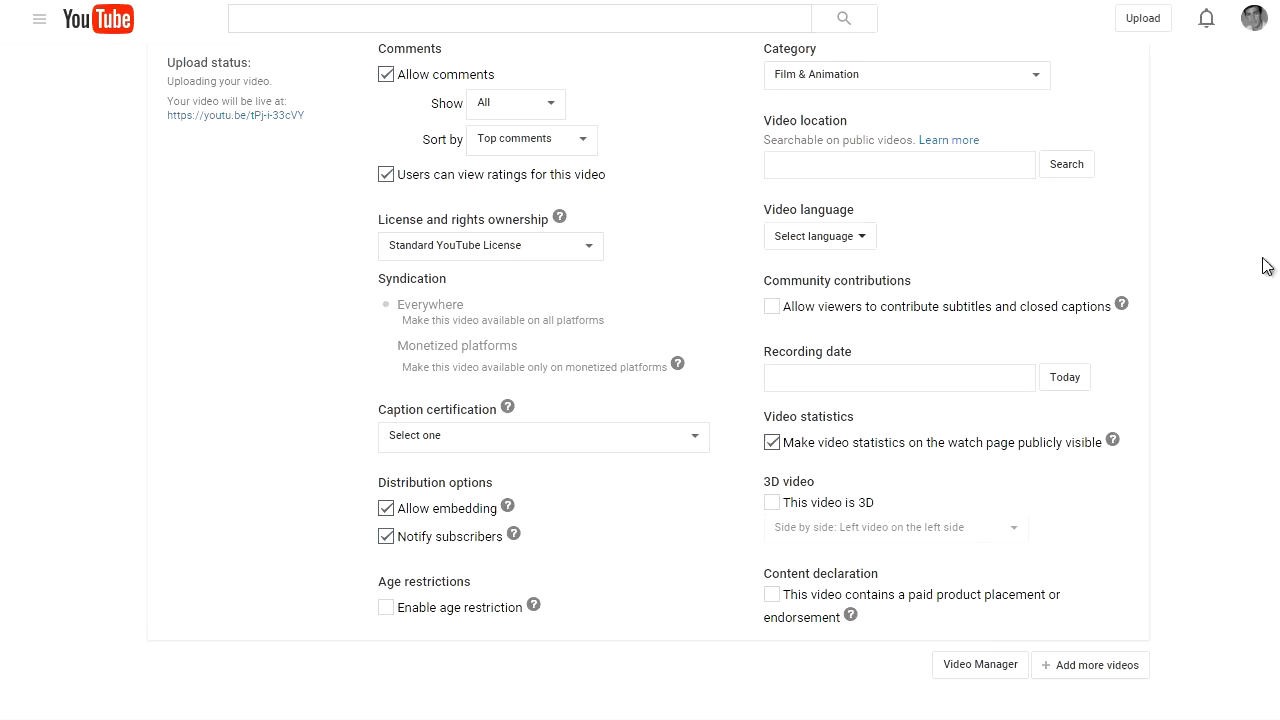 YouTube
Upload
Upload status:
Uploading your video.
Your video will be live at:
https://youtu.be/tPj-i-33cVY
Comments
Allow comments
Show All
Sort by Top comments
Users can view ratings for this video
License and rights ownership ?
Standard YouTube License
Syndication
Everywhere
Make this video available on all platforms
Monetized platforms
Make this video available only on monetized platforms ?
Caption certification ?
Select one
Distribution options
Allow embedding ?
Notify subscribers ?
Age restrictions
Enable age restriction ?
Category
Film & Animation
Video location
Searchable on public videos. Learn more
Search
Video language
Select language
Community contributions
Allow viewers to contribute subtitles and closed captions ?
Recording date
Today
Video statistics
Make video statistics on the watch page publicly visible ?
3D video
This video is 3D
Side by side: Left video on the left side
Content declaration
This video contains a paid product placement or
endorsement ?
Video Manager
+ Add more videos